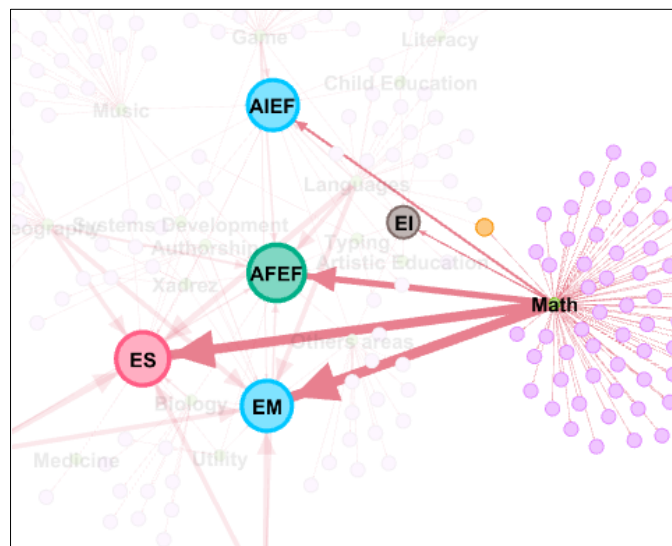 Game
Literacy
Child Education
AIEF
Music
Languages
EI
Systems Development
Authorship
Typing
Artistic Education
AFEF
Xadrez
Math
Others areas
ES
EM
Biology
Medicine
Utility